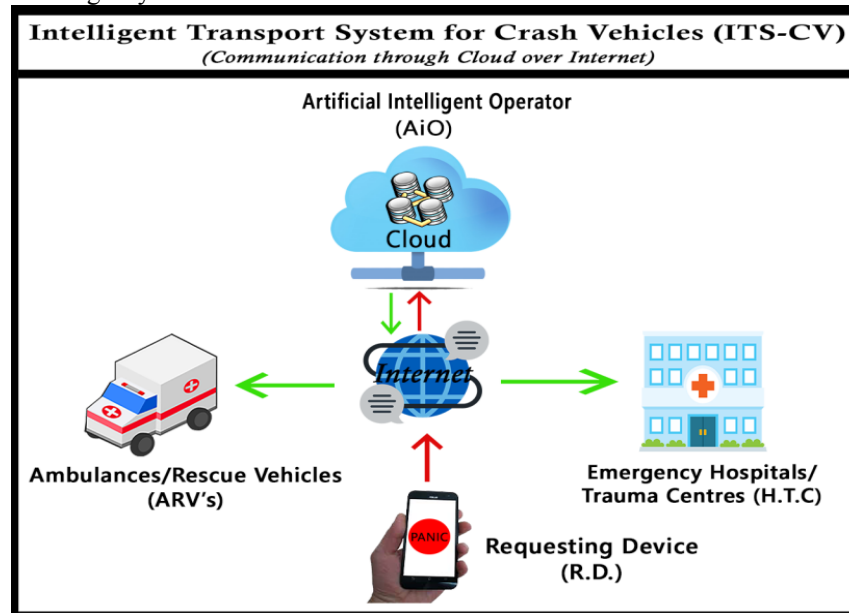 Intelligent Transport System for Crash Vehicles (ITS-CV)
(Communication through Cloud over Internet)
Artificial Intelligent Operator
(AiO)
Cloud
Internet
Ambulances/Rescue Vehicles
(ARV's)
Emergency Hospitals/
Trauma Centres (H.T.C)
PANIC
Requesting Device
(R.D.)